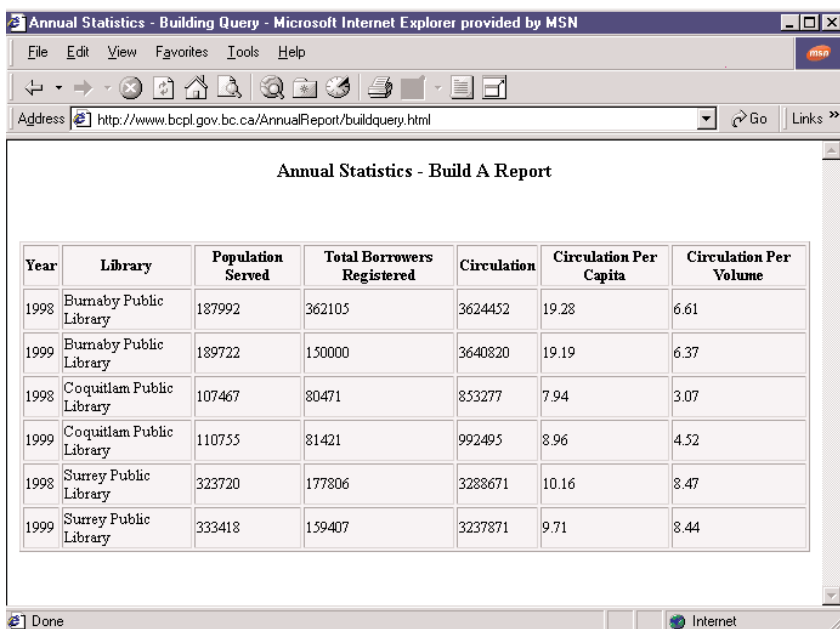 Annual Statistics - Building Query - Microsoft Internet Explorer provided by MSN
File Edit View Favorites Tools Help
msn
Address http://www.bcpl.gov.bc.ca/AnnualReport/buildquery.html Go Links »
Annual Statistics - Build A Report
Year Library Population Served Total Borrowers Registered Circulation Circulation Per Capita Circulation Per Volume
1998 Burnaby Public Library 187992 362105 3624452 19.28 6.61
1999 Burnaby Public Library 189722 150000 3640820 19.19 6.37
1998 Coquitlam Public Library 107467 80471 853277 7.94 3.07
1999 Coquitlam Public Library 110755 81421 992495 8.96 4.52
1998 Surrey Public Library 323720 177806 3288671 10.16 8.47
1999 Surrey Public Library 333418 159407 3237871 9.71 8.44
Done Internet